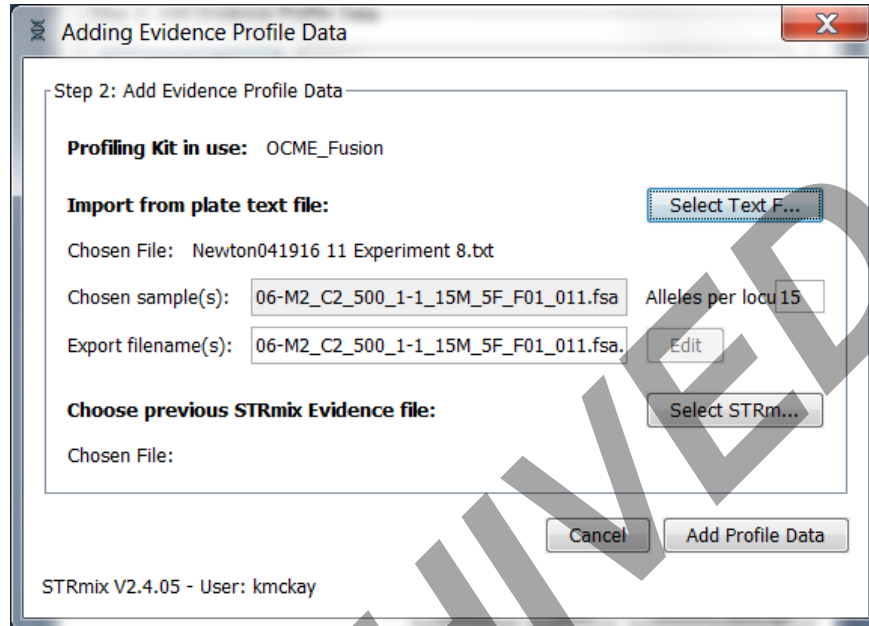 Adding Evidence Profile Data
X
Step 2: Add Evidence Profile Data
Profiling Kit in use: OCME_Fusion
Import from plate text file: Select Text F...
Chosen File: Newton041916 11 Experiment 8.txt
Chosen sample(s): 06-M2_C2_500_1-1_15M_5F_F01_011.fsa Alleles per locu 15
Export filename(s): 06-M2_C2_500_1-1_15M_5F_F01_011.fsa. Edit
Choose previous STRmix Evidence file: Select STRm...
Chosen File:
Cancel Add Profile Data
STRmix V2.4.05 - User: kmckay
HIVED